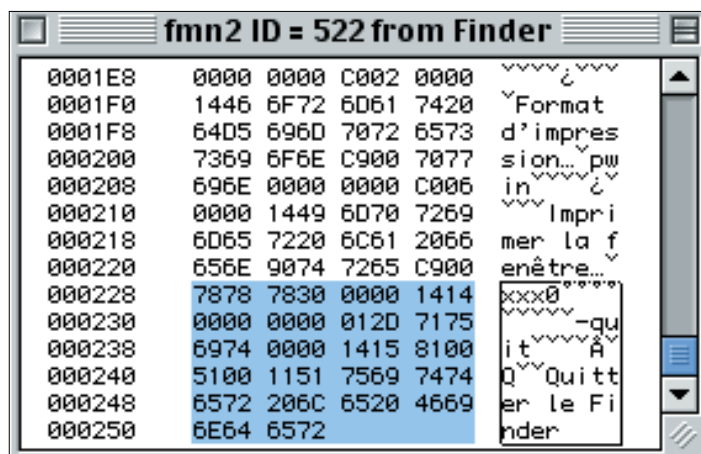 fmn2 ID = 522 from Finder
0001E8 0000 0000 C002 0000 ˇˇˇˇ¿ˇˇˇ
0001F0 1446 6F72 6D61 7420 ˇFormat
0001F8 64D5 696D 7072 6573 d’impres
000200 7369 6F6E C900 7077 sion…ˇpw
000208 696E 0000 0000 C006 inˇˇˇˇ¿ˇ
000210 0000 1449 6D70 7269 ˇˇˇImpri
000218 6D65 7220 6C61 2066 mer la f
000220 656E 9074 7265 C900 enêtre…ˇ
000228 7878 7830 0000 1414 xxx0ˇˇˇˇ
000230 0000 0000 012D 7175 ˇˇˇˇˇ-qu
000238 6974 0000 1415 8100 itˇˇˇˇÅˇ
000240 5100 1151 7569 7474 QˇˇQuitt
000248 6572 206C 6520 4669 er le Fi
000250 6E64 6572 nder